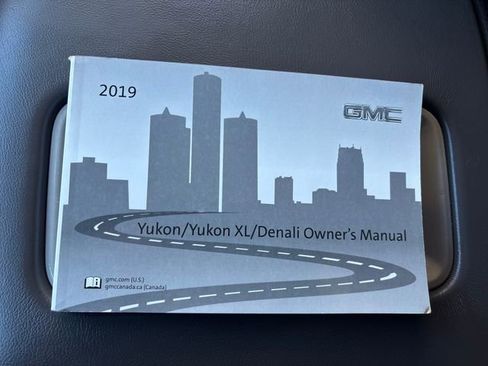 2019
GMC
Yukon/Yukon XL/Denali Owner's Manual
gmc.com (U.S.)
gmccanada.ca (Canada)